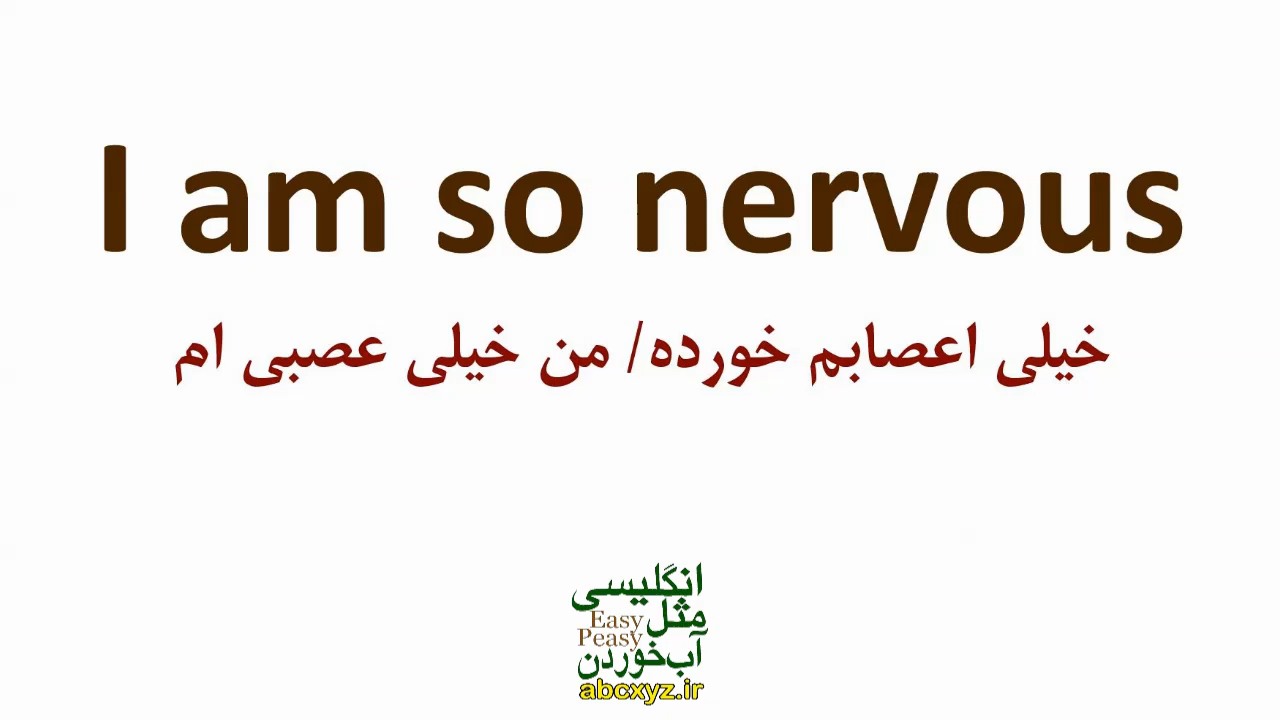 I am so nervous
خیلی اعصابم خورده/ من خیلی عصبی ام
انگلیسی
مثل
Easy
Peasy
آب خوردن
abcxyz.ir